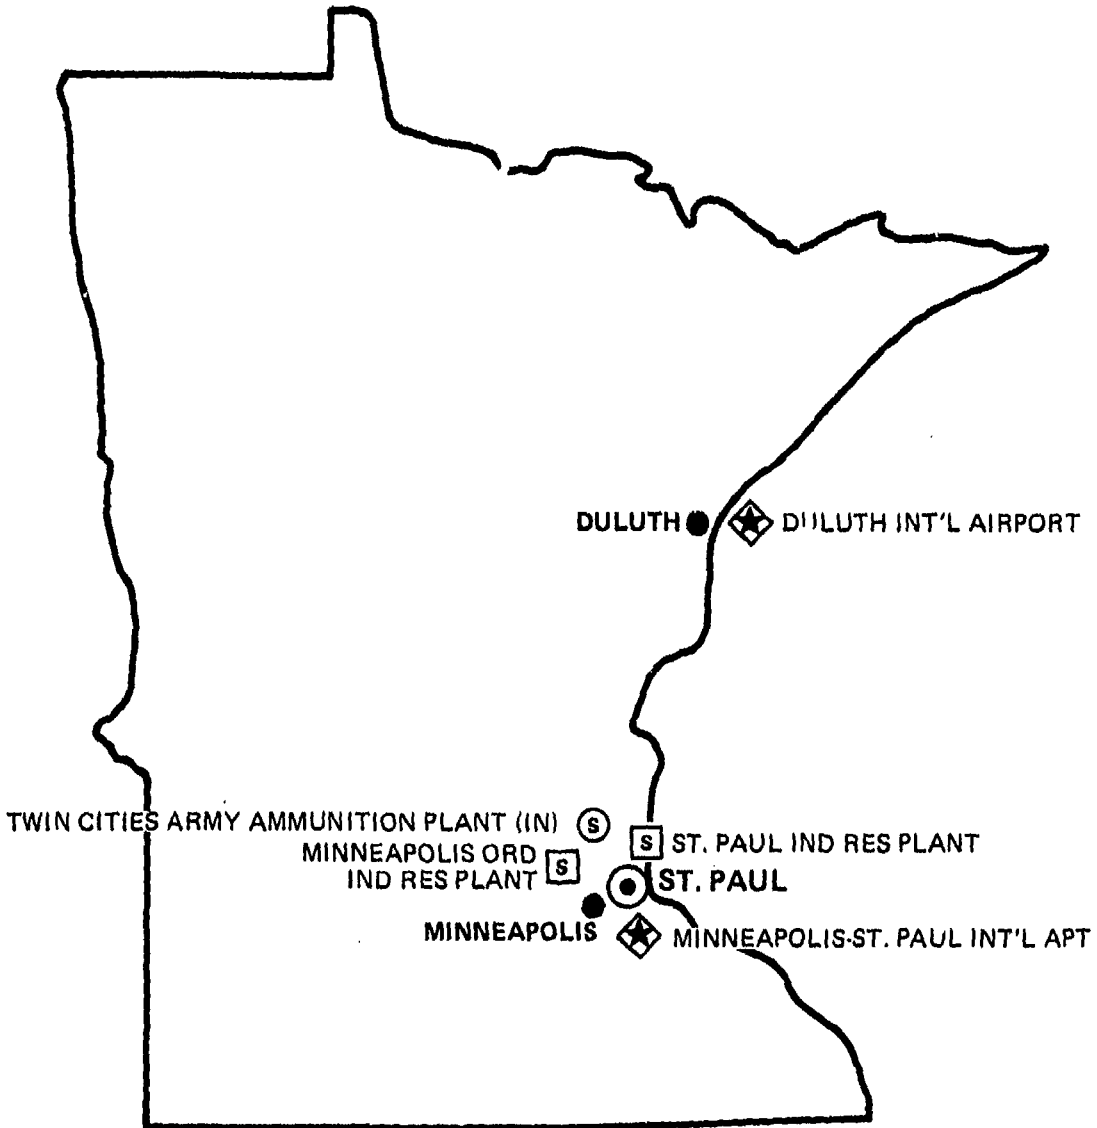 DULUTH
DULUTH INT'L AIRPORT
TWIN CITIES ARMY AMMUNITION PLANT (IN)
S
S
ST. PAUL IND RES PLANT
MINNEAPOLIS ORD
IND RES PLANT
S
ST. PAUL
MINNEAPOLIS
MINNEAPOLIS-ST. PAUL INT'L APT